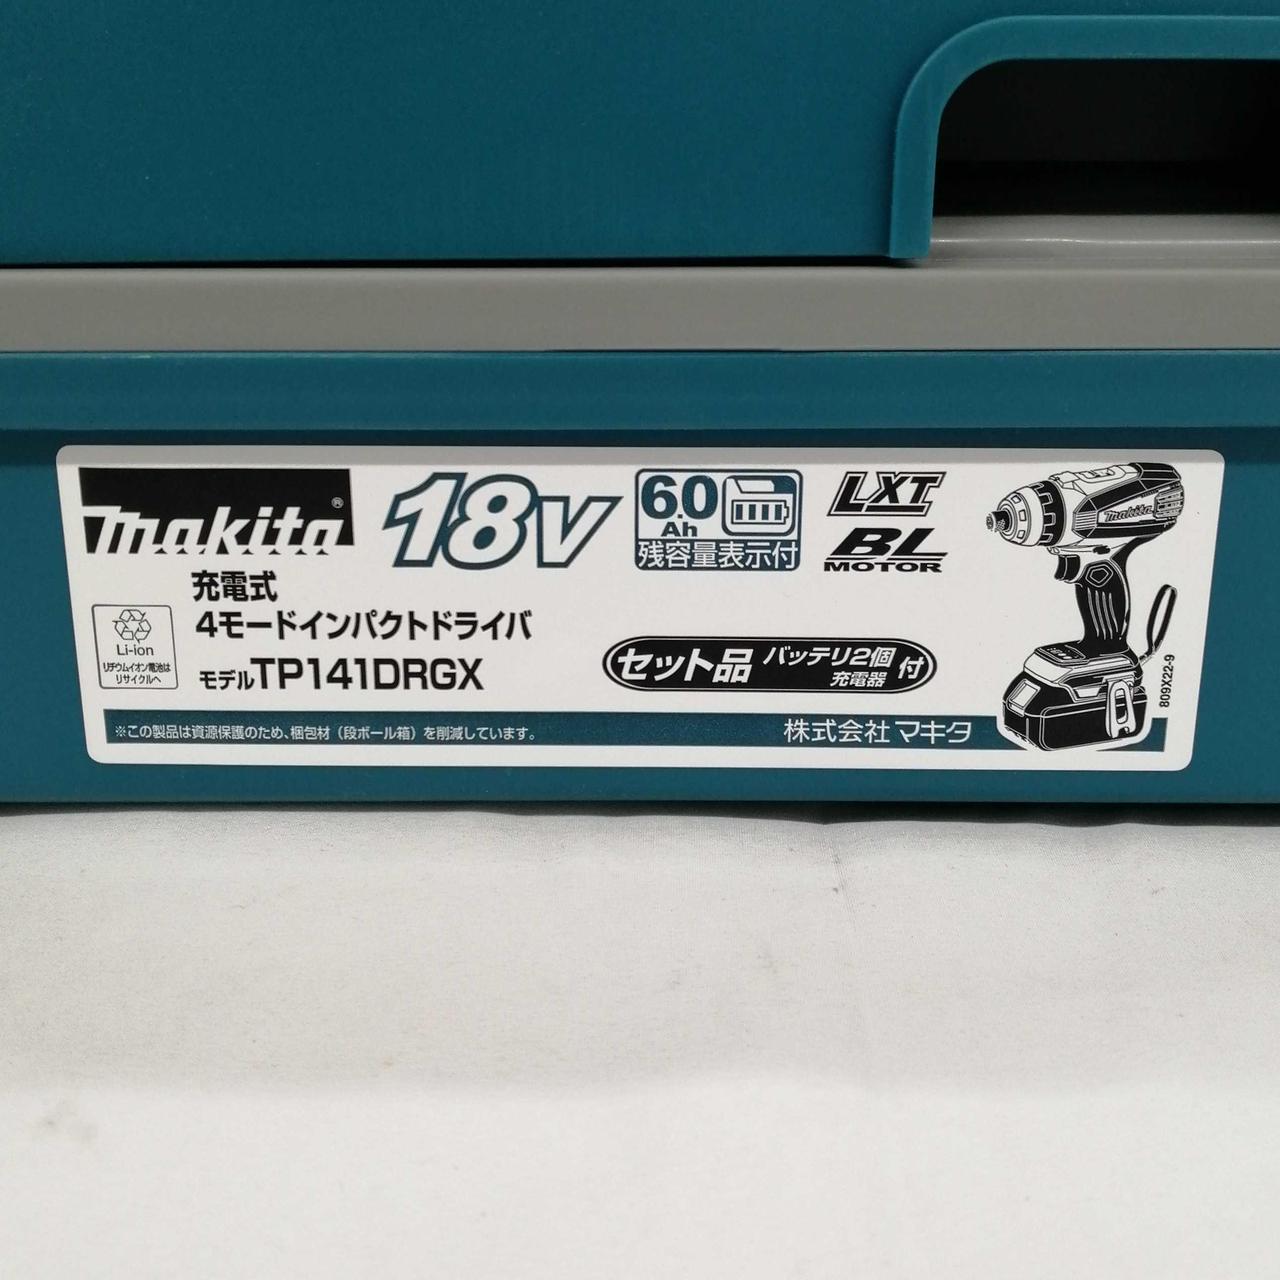 makita®
18V
6.0
Ah
残容量表示付
LXT
BL
MOTOR
makita
充電式
4モードインパクトドライバ
モデルTP141DRGX
Li-ion
リチウムイオン電池は
リサイクルへ
セット品 バッテリ2個 充電器 付
809X22-9
※この製品は資源保護のため、梱包材（段ボール箱）を削減しています。
株式会社 マキタ